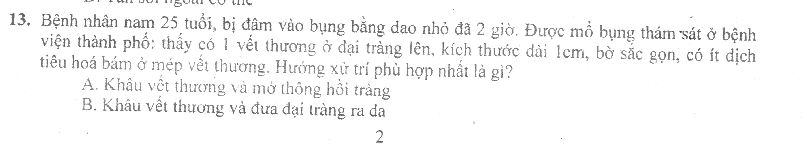 13. Bệnh nhân nam 25 tuổi, bị đâm vào bụng bằng dao nhỏ đã 2 giờ. Được mổ bụng thám sát ở bệnh
viện thành phố: thấy có 1 vết thương ở đại tràng lên, kích thước dài 1cm, bờ sắc gọn, có ít dịch
tiêu hoá bám ở mép vết thương. Hướng xử trí phù hợp nhất là gì?
A. Khâu vết thương và mở thông hồi tràng
B. Khâu vết thương và đưa đại tràng ra da
2